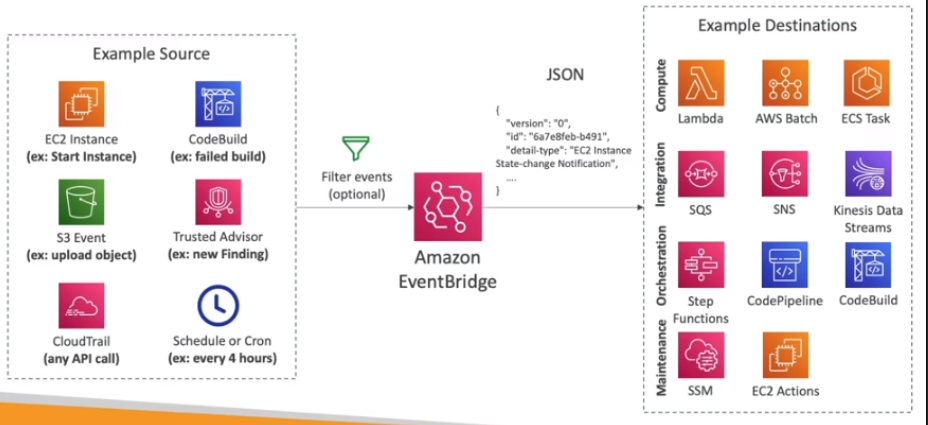 Example Source
EC2 Instance
(ex: Start Instance)
CodeBuild
(ex: failed build)
S3 Event
(ex: upload object)
Trusted Advisor
(ex: new Finding)
CloudTrail
(any API call)
Schedule or Cron
(ex: every 4 hours)
Filter events
(optional)
Amazon
EventBridge
JSON
{
"version": "0",
"id": "6a7e8feb-b491",
"detail-type": "EC2 Instance
State-change Notification",
....
}
Example Destinations
Compute
Lambda
AWS Batch
ECS Task
Integration
SQS
SNS
Kinesis Data
Streams
Orchestration
Step
Functions
CodePipeline
CodeBuild
Maintenance
SSM
EC2 Actions